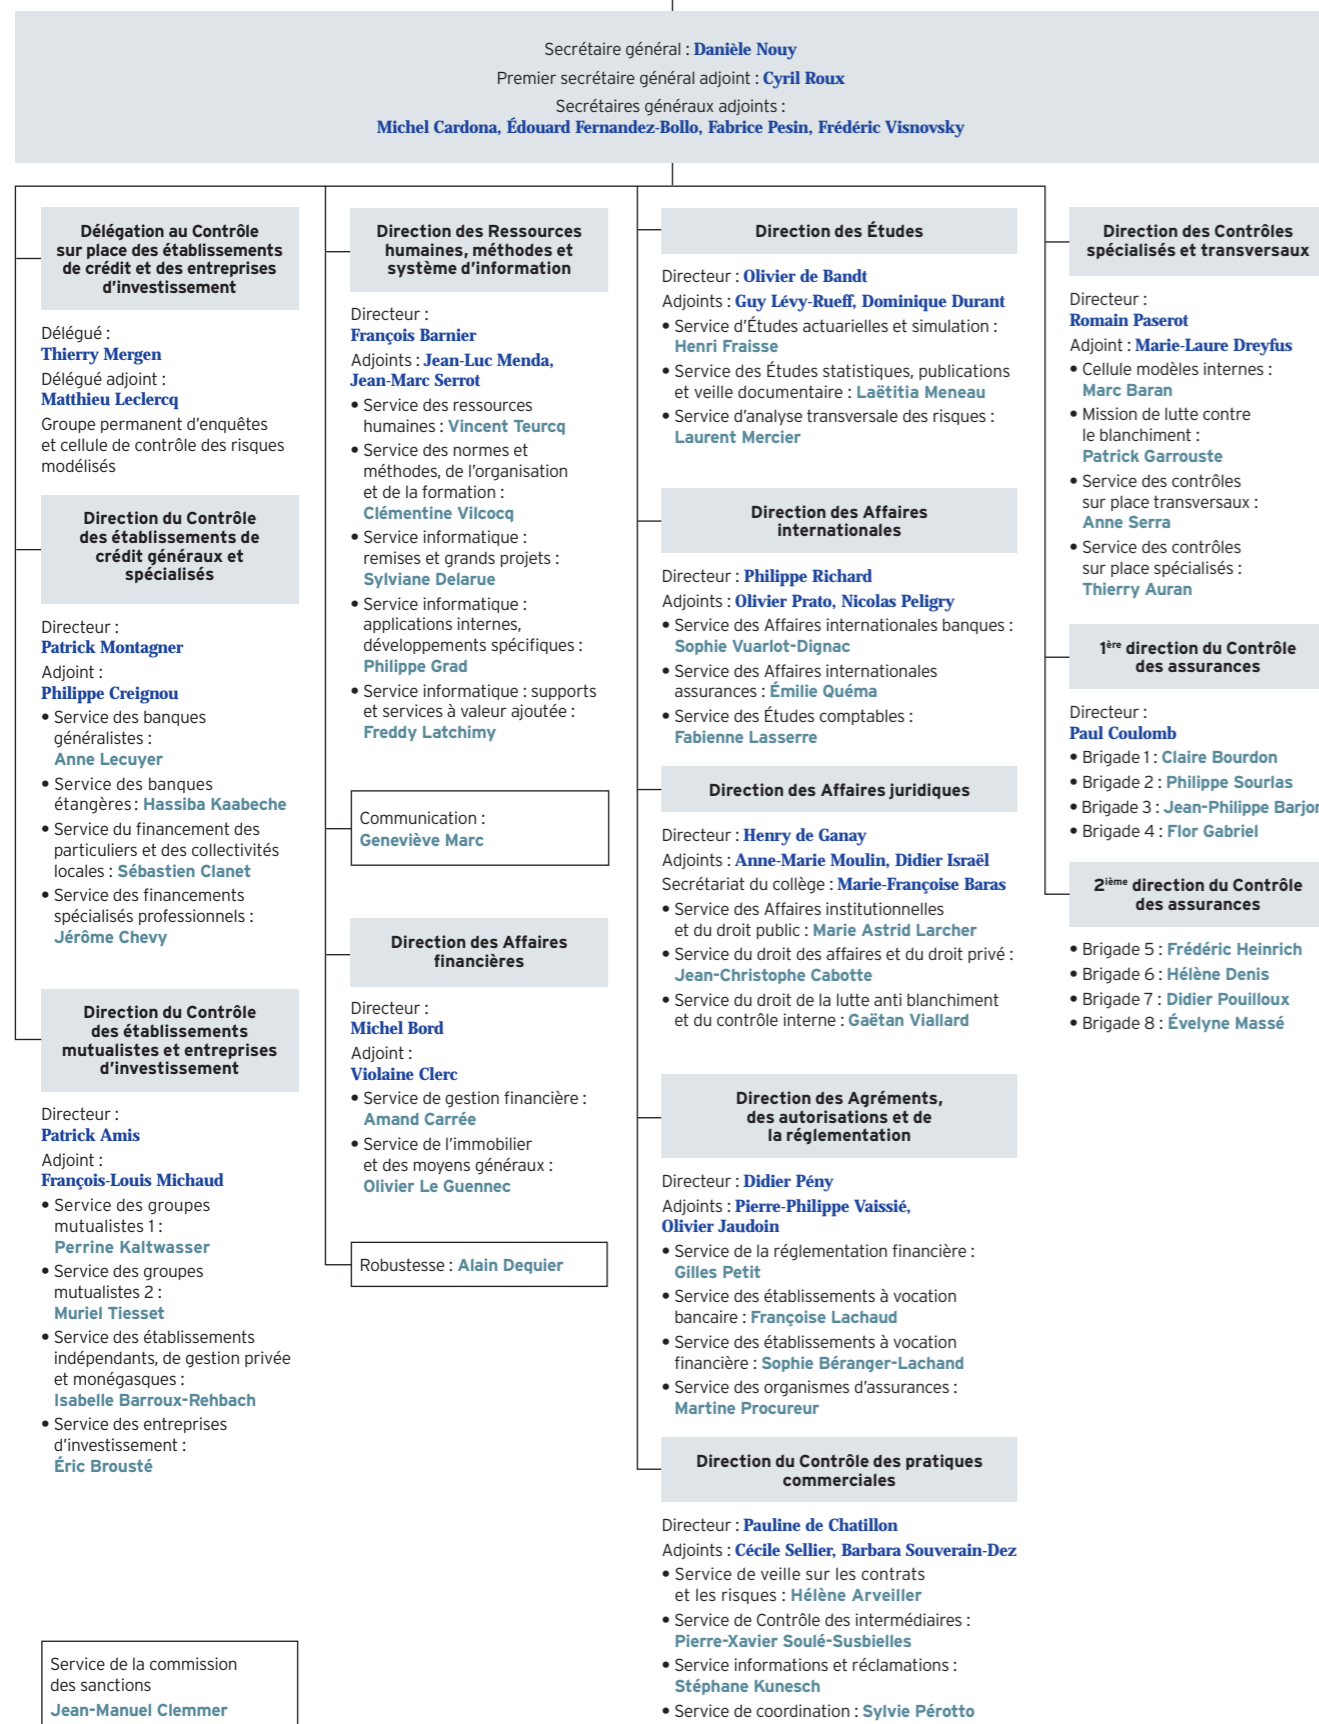 Secrétaire général : Danièle Nouy
Premier secrétaire général adjoint : Cyril Roux
Secrétaires généraux adjoints :
Michel Cardona, Édouard Fernandez-Bollo, Fabrice Pesin, Frédéric Visnovsky
Délégation au Contrôle
sur place des établissements
de crédit et des entreprises
d'investissement
Délégué :
Thierry Mergen
Délégué adjoint :
Matthieu Leclercq
Groupe permanent d'enquêtes
et cellule de contrôle des risques
modélisés
Direction du Contrôle
des établissements de
crédit généraux et
spécialisés
Directeur :
Patrick Montagner
Adjoint :
Philippe Creignou
• Service des banques
généralistes :
Anne Lecuyer
• Service des banques
étangères : Hassiba Kaabeche
• Service du financement des
particuliers et des collectivités
locales : Sébastien Clanet
• Service des financements
spécialisés professionnels :
Jérôme Chevy
Direction du Contrôle
des établissements
mutualistes et entreprises
d'investissement
Directeur :
Patrick Amis
Adjoint :
François-Louis Michaud
• Service des groupes
mutualistes 1 :
Perrine Kaltwasser
• Service des groupes
mutualistes 2 :
Muriel Tiesset
• Service des établissements
indépendants, de gestion privée
et monégasques :
Isabelle Barroux-Rehbach
• Service des entreprises
d'investissement :
Éric Brousté
Service de la commission
des sanctions
Jean-Manuel Clemmer
Direction des Ressources
humaines, méthodes et
système d'information
Directeur :
François Barnier
Adjoints : Jean-Luc Menda,
Jean-Marc Serrot
• Service des ressources
humaines : Vincent Teurcq
• Service des normes et
méthodes, de l'organisation
et de la formation :
Clémentine Vilcocq
• Service informatique :
remises et grands projets :
Sylviane Delarue
• Service informatique :
applications internes,
développements spécifiques :
Philippe Grad
• Service informatique : supports
et services à valeur ajoutée :
Freddy Latchimy
Communication :
Geneviève Marc
Direction des Affaires
financières
Directeur :
Michel Bord
Adjoint :
Violaine Clerc
• Service de gestion financière :
Amand Carrée
• Service de l'immobilier
et des moyens généraux :
Olivier Le Guennec
Robustesse : Alain Dequier
Direction des Études
Directeur : Olivier de Bandt
Adjoints : Guy Lévy-Rueff, Dominique Durant
• Service d'Études actuarielles et simulation :
Henri Fraisse
• Service des Études statistiques, publications
et veille documentaire : Laëtitia Meneau
• Service d'analyse transversale des risques :
Laurent Mercier
Direction des Affaires
internationales
Directeur : Philippe Richard
Adjoints : Olivier Prato, Nicolas Peligry
• Service des Affaires internationales banques :
Sophie Vuarlot-Dignac
• Service des Affaires internationales
assurances : Émilie Quéma
• Service des Études comptables :
Fabienne Lasserre
Direction des Affaires juridiques
Directeur : Henry de Ganay
Adjoints : Anne-Marie Moulin, Didier Israël
Secrétariat du collège : Marie-Françoise Baras
• Service des Affaires institutionnelles
et du droit public : Marie Astrid Larcher
• Service du droit des affaires et du droit privé :
Jean-Christophe Cabotte
• Service du droit de la lutte anti blanchiment
et du contrôle interne : Gaëtan Viallard
Direction des Agréments,
des autorisations et de
la réglementation
Directeur : Didier Pény
Adjoints : Pierre-Philippe Vaissié,
Olivier Jaudoin
• Service de la réglementation financière :
Gilles Petit
• Service des établissements à vocation
bancaire : Françoise Lachaud
• Service des établissements à vocation
financière : Sophie Béranger-Lachand
• Service des organismes d'assurances :
Martine Procureur
Direction du Contrôle des pratiques
commerciales
Directeur : Pauline de Chatillon
Adjoints : Cécile Sellier, Barbara Souverain-Dez
• Service de veille sur les contrats
et les risques : Hélène Arveiller
• Service de Contrôle des intermédiaires :
Pierre-Xavier Soulé-Susbielles
• Service informations et réclamations :
Stéphane Kunesch
• Service de coordination : Sylvie Pérotto
Direction des Contrôles
spécialisés et transversaux
Directeur :
Romain Paserot
Adjoint : Marie-Laure Dreyfus
• Cellule modèles internes :
Marc Baran
• Mission de lutte contre
le blanchiment :
Patrick Garrouste
• Service des contrôles
sur place transversaux :
Anne Serra
• Service des contrôles
sur place spécialisés :
Thierry Auran
1ère direction du Contrôle
des assurances
Directeur :
Paul Coulomb
• Brigade 1 : Claire Bourdon
• Brigade 2 : Philippe Sourlas
• Brigade 3 : Jean-Philippe Barjon
• Brigade 4 : Flor Gabriel
2ième direction du Contrôle
des assurances
• Brigade 5 : Frédéric Heinrich
• Brigade 6 : Hélène Denis
• Brigade 7 : Didier Pouilloux
• Brigade 8 : Évelyne Massé